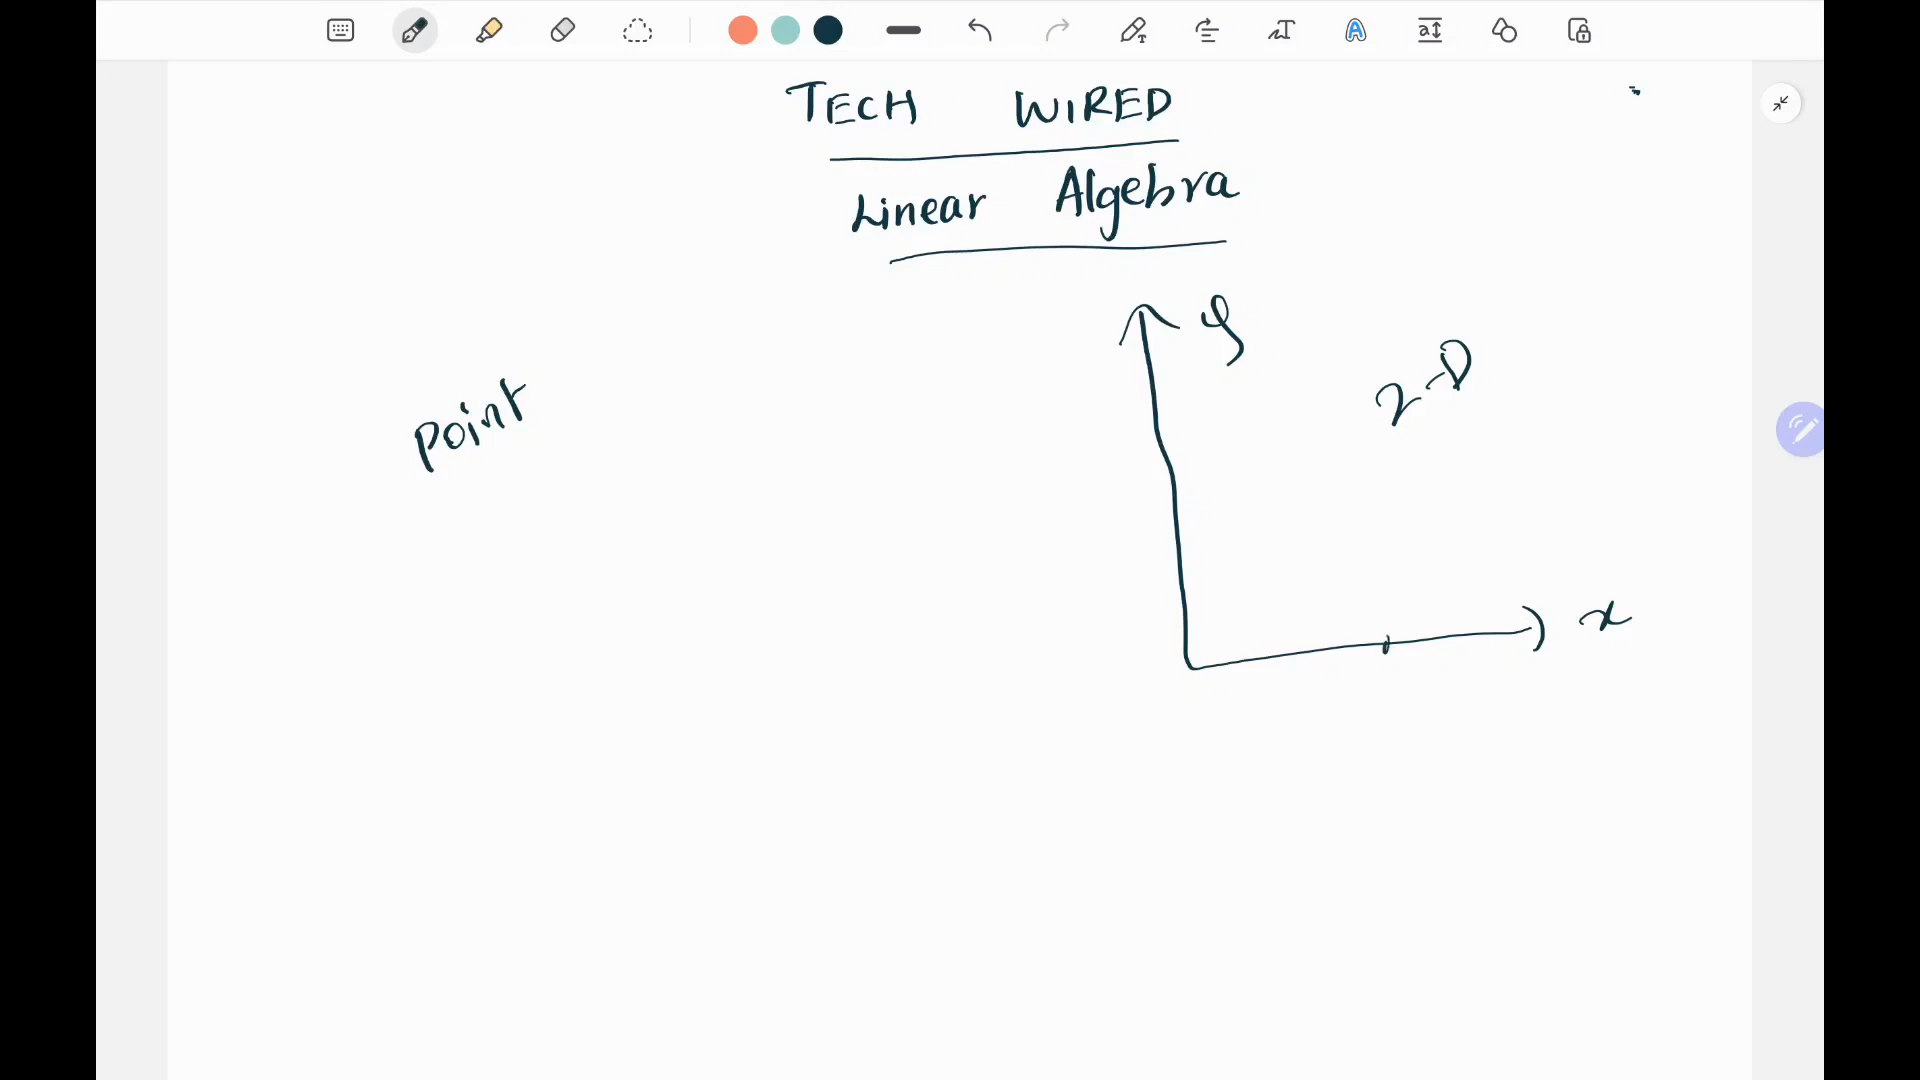 TECH WIRED
Linear Algebra
y
2-D
point
x